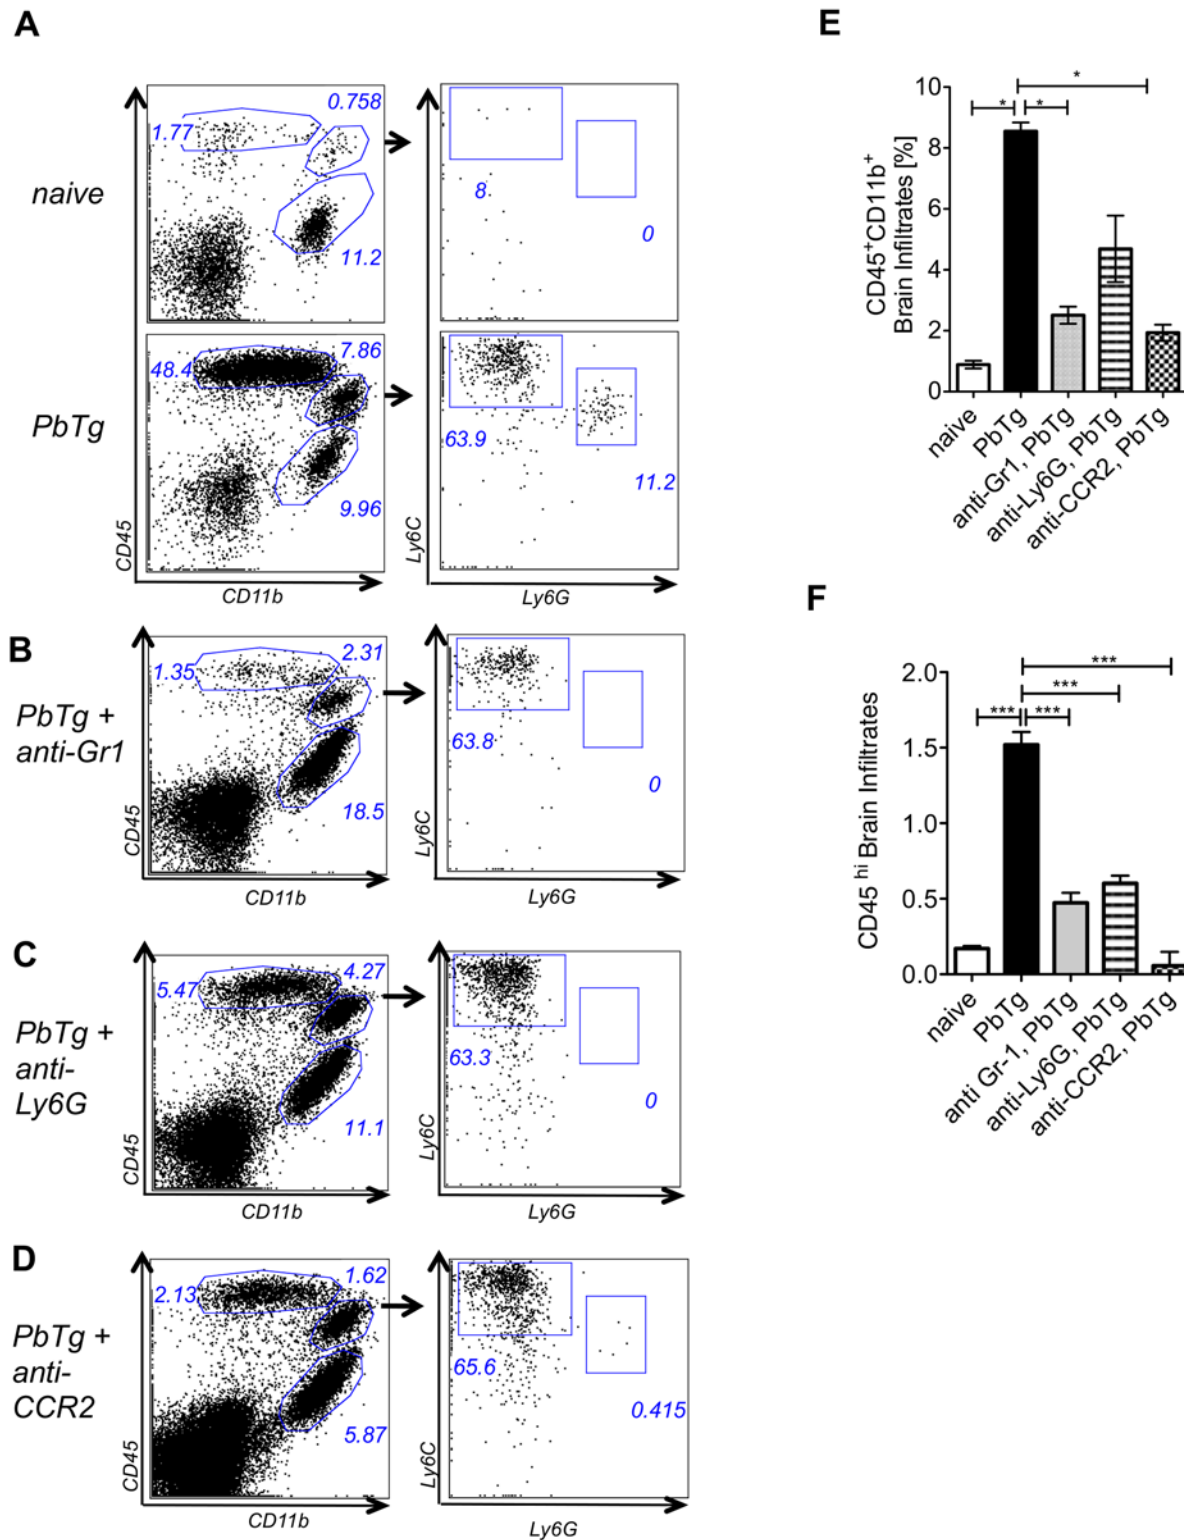 A
naive
CD45
CD11b
1.77
0.758
11.2
8
0
PbTg
48.4
7.86
9.96
63.9
11.2
CD45
CD11b
Ly6C
Ly6G
B
PbTg +
anti-Gr1
1.35
2.31
18.5
63.8
0
CD45
CD11b
Ly6C
Ly6G
C
PbTg +
anti-
Ly6G
5.47
4.27
11.1
63.3
0
CD45
CD11b
Ly6C
Ly6G
D
PbTg +
anti-
CCR2
2.13
1.62
5.87
65.6
0.415
CD45
CD11b
Ly6C
Ly6G
E
CD45+CD11b+
Brain Infiltrates [%]
10
8
6
4
2
0
*
*
*
naive
PbTg
anti-Gr1, PbTg
anti-Ly6G, PbTg
anti-CCR2, PbTg
F
CD45 hi Brain Infiltrates
2.0
1.5
1.0
0.5
0.0
***
***
***
***
naive
PbTg
anti Gr-1, PbTg
anti-Ly6G, PbTg
anti-CCR2, PbTg